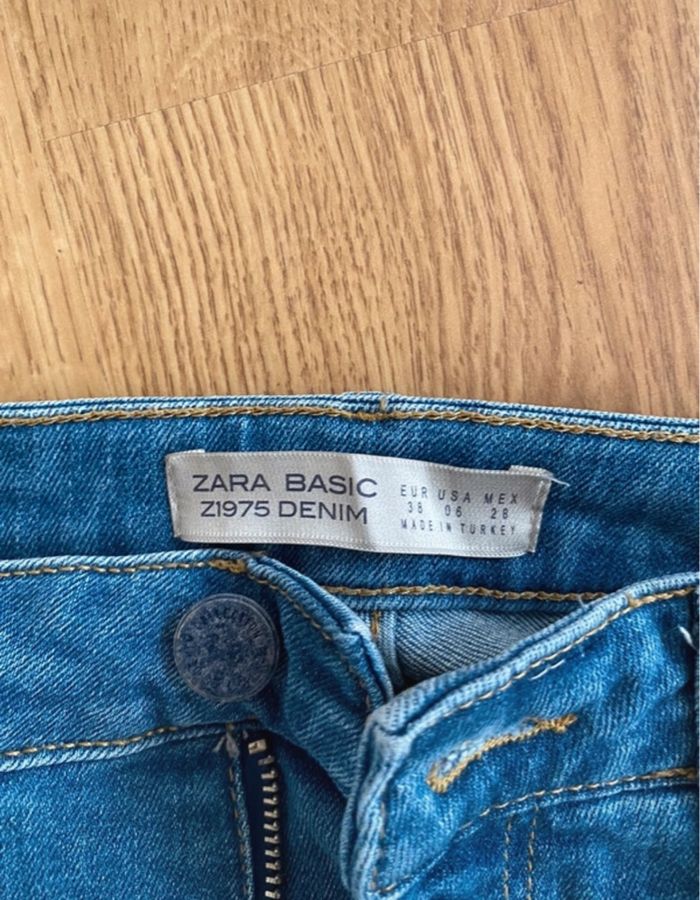 ZARA BASIC
Z1975 DENIM
EUR USA MEX
38 06 28
MADE IN TURKEY